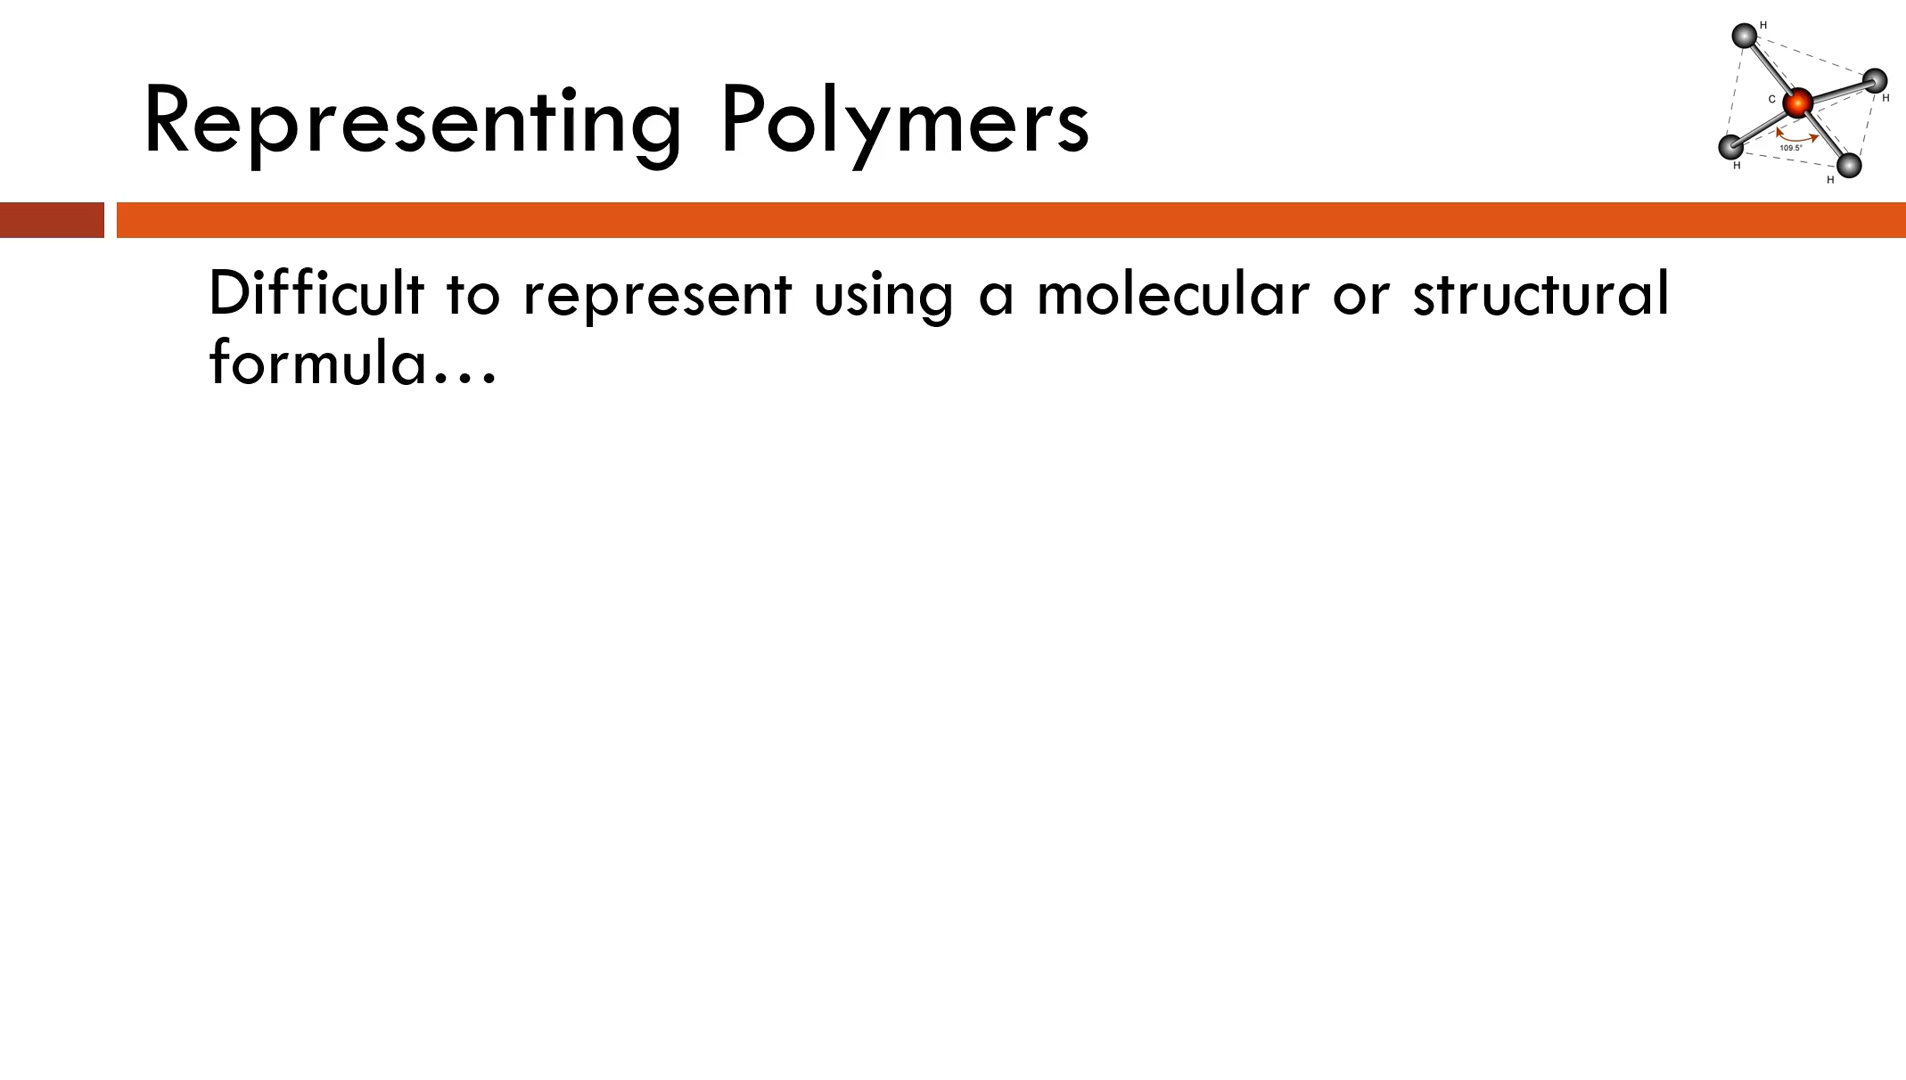 Representing Polymers
H
H
C
109.5°
H
H
Difficult to represent using a molecular or structural
formula…